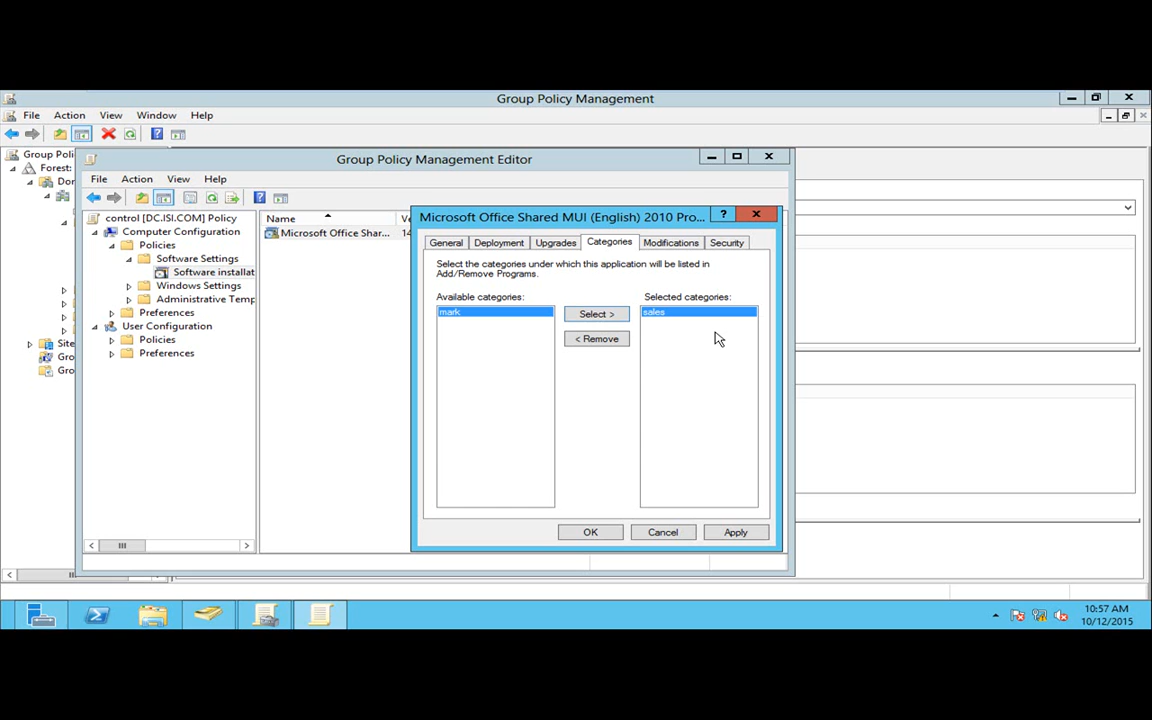 Group Policy Management
File Action View Window Help
Group Poli
Forest:
Dor
Site
Gro
Gro
Group Policy Management Editor
File Action View Help
control [DC.ISI.COM] Policy
Computer Configuration
Policies
Software Settings
Software installat
Windows Settings
Administrative Temp
Preferences
User Configuration
Policies
Preferences
Name Ve
Microsoft Office Shar... 14
Microsoft Office Shared MUI (English) 2010 Pro...
General Deployment Upgrades Categories Modifications Security
Select the categories under which this application will be listed in
Add/Remove Programs.
Available categories: Selected categories:
mark Select > sales
< Remove
OK Cancel Apply
10:57 AM
10/12/2015